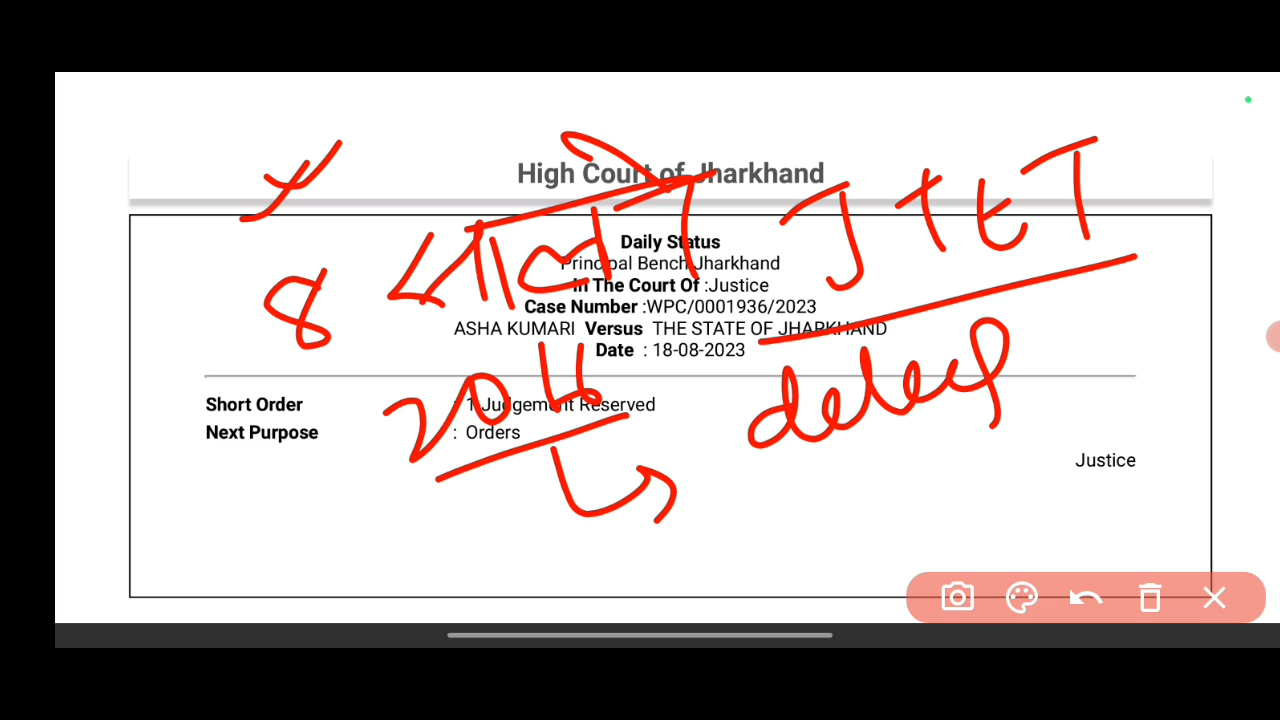 High Court of Jharkhand
Daily Status
Principal Bench Jharkhand
In The Court Of :Justice
Case Number :WPC/0001936/2023
ASHA KUMARI Versus THE STATE OF JHARKHAND
Date : 18-08-2023
Short Order : 1.Judgement Reserved
Next Purpose : Orders
Justice
8
JtET
2016